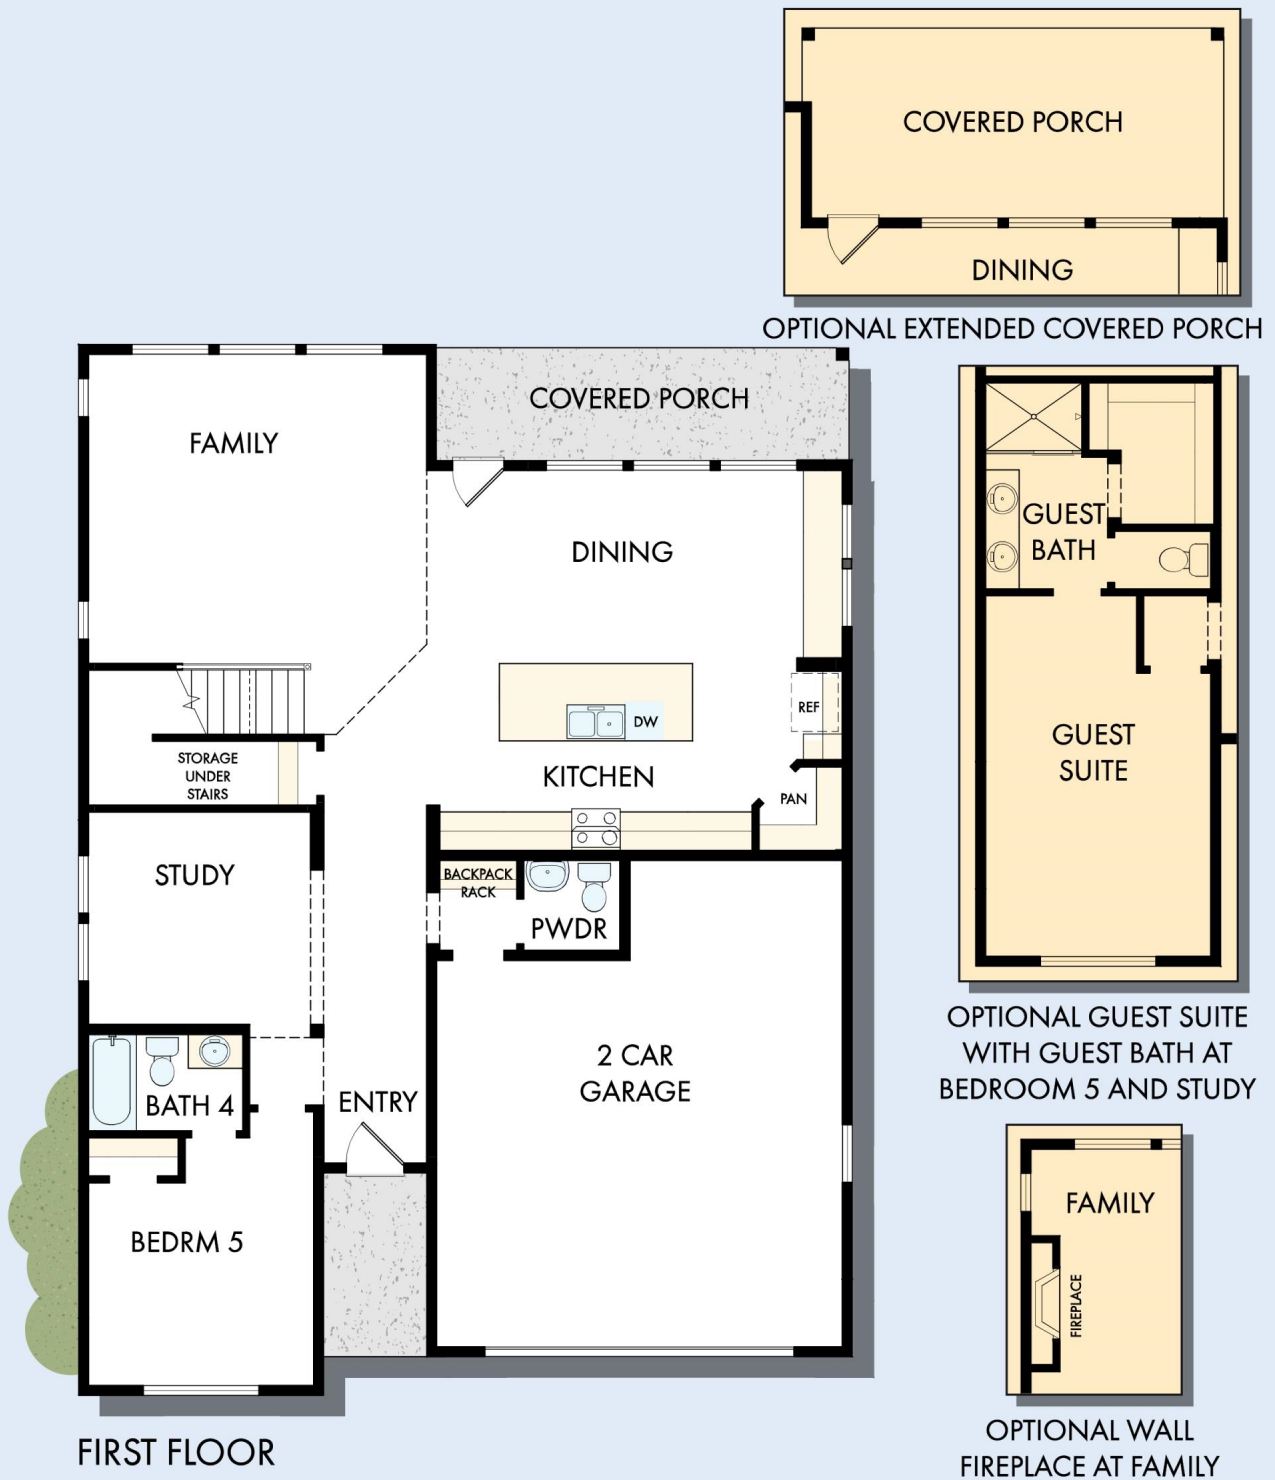 COVERED PORCH
DINING
OPTIONAL EXTENDED COVERED PORCH
COVERED PORCH
FAMILY
DINING
REF
DW
KITCHEN
PAN
STORAGE
UNDER
STAIRS
STUDY
BACKPACK
RACK
PWDR
2 CAR
GARAGE
BATH 4
ENTRY
BEDRM 5
FIRST FLOOR
GUEST
BATH
GUEST
SUITE
OPTIONAL GUEST SUITE
WITH GUEST BATH AT
BEDROOM 5 AND STUDY
FAMILY
FIREPLACE
OPTIONAL WALL
FIREPLACE AT FAMILY